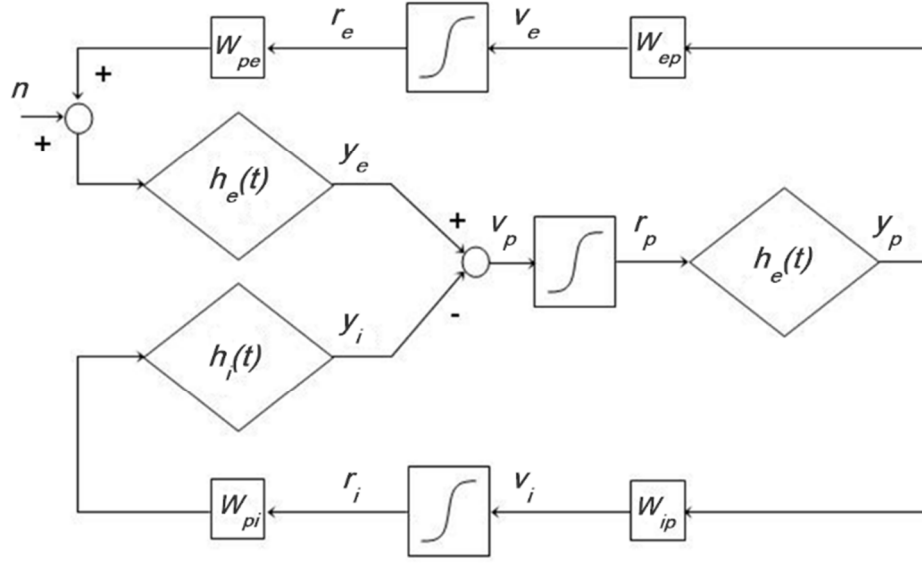 W_pe r_e v_e W_ep
+
n
+
h_e(t) y_e
+ v_p r_p h_e(t) y_p
-
h_i(t) y_i
W_pi r_i v_i W_ip